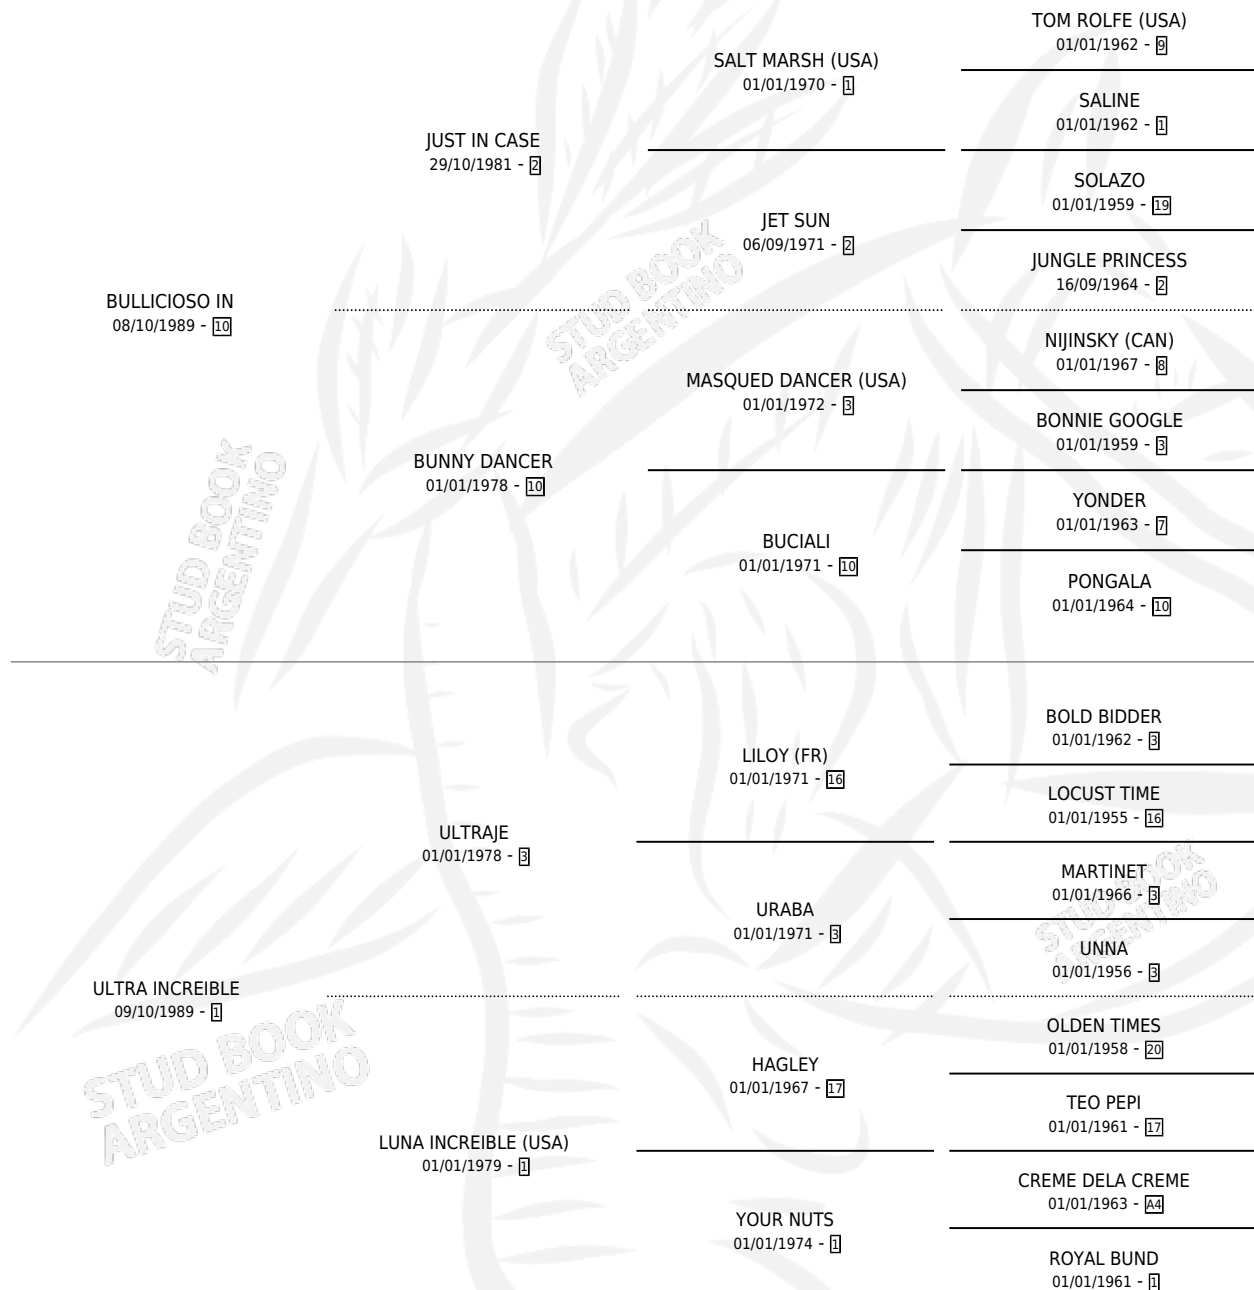 TOM ROLFE (USA)
01/01/1962 - 9
SALT MARSH (USA)
01/01/1970 - 1
SALINE
01/01/1962 - 1
JUST IN CASE
29/10/1981 - 2
SOLAZO
01/01/1959 - 19
JET SUN
06/09/1971 - 2
JUNGLE PRINCESS
16/09/1964 - 2
BULLICIOSO IN
08/10/1989 - 10
NIJINSKY (CAN)
01/01/1967 - 8
MASQUED DANCER (USA)
01/01/1972 - 3
BONNIE GOOGLE
01/01/1959 - 3
BUNNY DANCER
01/01/1978 - 10
YONDER
01/01/1963 - 7
BUCIALI
01/01/1971 - 10
PONGALA
01/01/1964 - 10
BOLD BIDDER
01/01/1962 - 3
LILOY (FR)
01/01/1971 - 16
LOCUST TIME
01/01/1955 - 16
ULTRAJE
01/01/1978 - 3
MARTINET
01/01/1966 - 3
URABA
01/01/1971 - 3
UNNA
01/01/1956 - 3
ULTRA INCREIBLE
09/10/1989 - 1
OLDEN TIMES
01/01/1958 - 20
HAGLEY
01/01/1967 - 17
TEO PEPI
01/01/1961 - 17
LUNA INCREIBLE (USA)
01/01/1979 - 1
CREME DELA CREME
01/01/1963 - A4
YOUR NUTS
01/01/1974 - 1
ROYAL BUND
01/01/1961 - 1
STUD BOOK
ARGENTINO
STUD BOOK
ARGENTINO
STUD BOOK
ARGENTINO
STUD BOOK
ARGENTINO